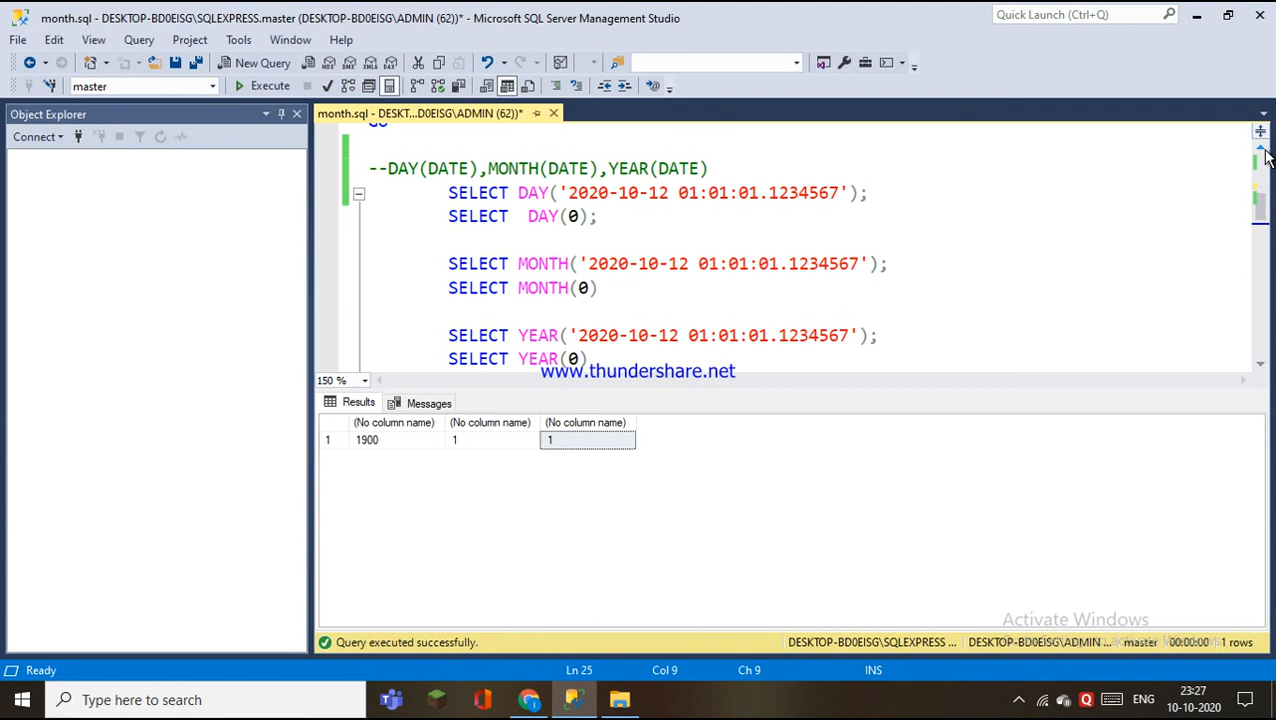 month.sql - DESKTOP-BD0EISG\SQLEXPRESS.master (DESKTOP-BD0EISG\ADMIN (62))* - Microsoft SQL Server Management Studio
Quick Launch (Ctrl+Q)
File Edit View Query Project Tools Window Help
New Query
master
Execute
Object Explorer
month.sql - DESKT...D0EISG\ADMIN (62))*
Connect
GO
--DAY(DATE),MONTH(DATE),YEAR(DATE)
SELECT DAY('2020-10-12 01:01:01.1234567');
SELECT DAY(0);
SELECT MONTH('2020-10-12 01:01:01.1234567');
SELECT MONTH(0)
SELECT YEAR('2020-10-12 01:01:01.1234567');
SELECT YEAR(0)
www.thundershare.net
150 %
Results Messages
(No column name) (No column name) (No column name)
1 1900 1 1
Activate Windows
Query executed successfully.
DESKTOP-BD0EISG\SQLEXPRESS ... DESKTOP-BD0EISG\ADMIN ... master 00:00:00 1 rows
Ready Ln 25 Col 9 Ch 9 INS
Type here to search
ENG
23:27
10-10-2020